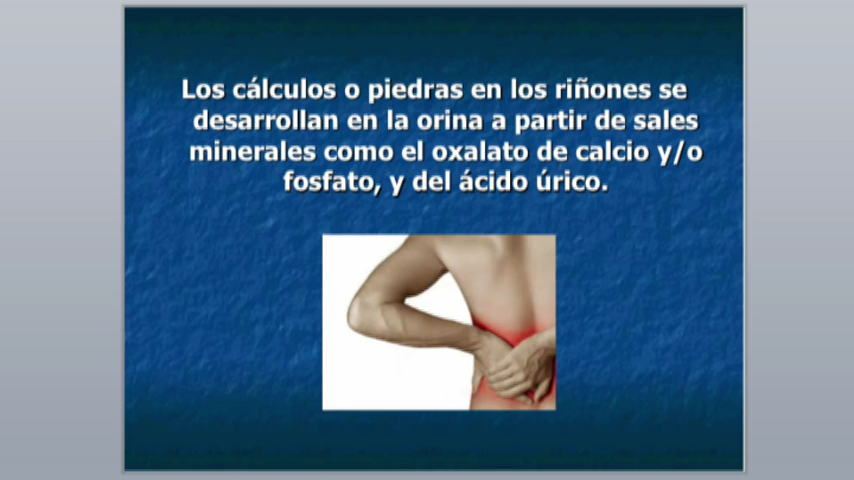 Los cálculos o piedras en los riñones se
desarrollan en la orina a partir de sales
minerales como el oxalato de calcio y/o
fosfato, y del ácido úrico.